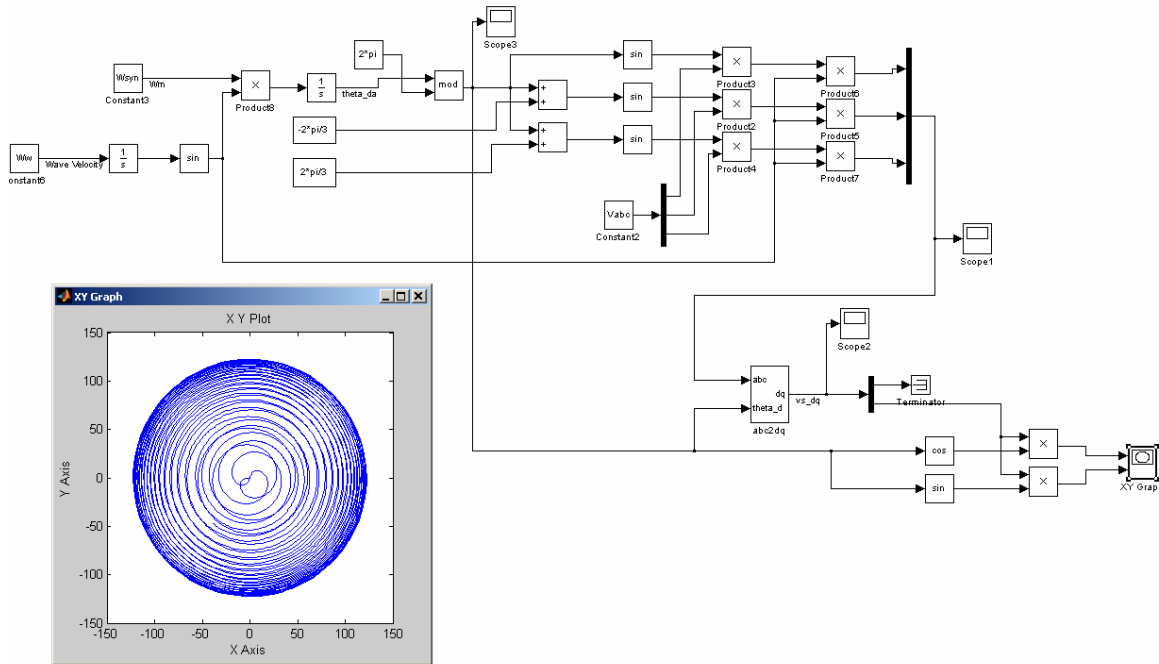 Scope3
2*pi
Wsyn
Wm
Constant3
×
Product8
1
s
theta_da
mod
sin
×
Product3
×
Product6
+
+
sin
×
Product2
×
Product5
-2*pi/3
+
+
sin
×
Product4
×
Product7
Ww
Wave Velocity
onstant6
1
s
sin
2*pi/3
Vabc
Constant2
Scope1
Scope2
abc
dq
theta_d
abc2dq
vs_dq
Terminator
cos
×
sin
×
XY Grap
XY Graph
X Y Plot
150
100
50
0
-50
-100
-150
Y Axis
-150 -100 -50 0 50 100 150
X Axis